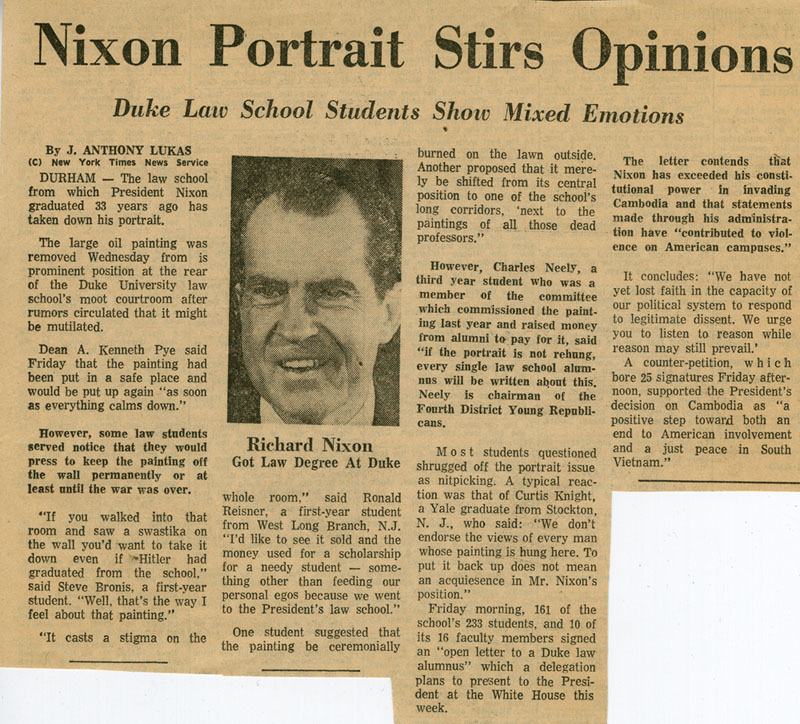 Nixon Portrait Stirs Opinions
Duke Law School Students Show Mixed Emotions
By J. ANTHONY LUKAS
(C) New York Times News Service
DURHAM — The law school
from which President Nixon
graduated 33 years ago has
taken down his portrait.
The large oil painting was
removed Wednesday from is
prominent position at the rear
of the Duke University law
school's moot courtroom after
rumors circulated that it might
be mutilated.
Dean A. Kenneth Pye said
Friday that the painting had
been put in a safe place and
would be put up again "as soon
as everything calms down."
However, some law students
served notice that they would
press to keep the painting off
the wall permanently or at
least until the war was over.
"If you walked into that
room and saw a swastika on
the wall you'd want to take it
down even if Hitler had
graduated from the school,"
said Steve Bronis, a first-year
student. "Well, that's the way I
feel about that painting."
"It casts a stigma on the
Richard Nixon
Got Law Degree At Duke
whole room," said Ronald
Reisner, a first-year student
from West Long Branch, N.J.
"I'd like to see it sold and the
money used for a scholarship
for a needy student — some-
thing other than feeding our
personal egos because we went
to the President's law school."
One student suggested that
the painting be ceremonially
burned on the lawn outside.
Another proposed that it mere-
ly be shifted from its central
position to one of the school's
long corridors, 'next to the
paintings of all those dead
professors."
However, Charles Neely, a
third year student who was a
member of the committee
which commissioned the paint-
ing last year and raised money
from alumni to pay for it, said
"if the portrait is not rehung,
every single law school alum-
nus will be written about this.
Neely is chairman of the
Fourth District Young Republi-
cans.
Most students questioned
shrugged off the portrait issue
as nitpicking. A typical reac-
tion was that of Curtis Knight,
a Yale graduate from Stockton,
N. J., who said: "We don't
endorse the views of every man
whose painting is hung here. To
put it back up does not mean
an acquiesence in Mr. Nixon's
position."
Friday morning, 161 of the
school's 233 students, and 10 of
its 16 faculty members signed
an "open letter to a Duke law
alumnus" which a delegation
plans to present to the Presi-
dent at the White House this
week.
The letter contends that
Nixon has exceeded his consti-
tutional power in invading
Cambodia and that statements
made through his administra-
tion have "contributed to viol-
ence on American campuses."
It concludes: "We have not
yet lost faith in the capacity of
our political system to respond
to legitimate dissent. We urge
you to listen to reason while
reason may still prevail.'
A counter-petition, which
bore 25 signatures Friday after-
noon, supported the President's
decision on Cambodia as "a
positive step toward both an
end to American involvement
and a just peace in South
Vietnam."